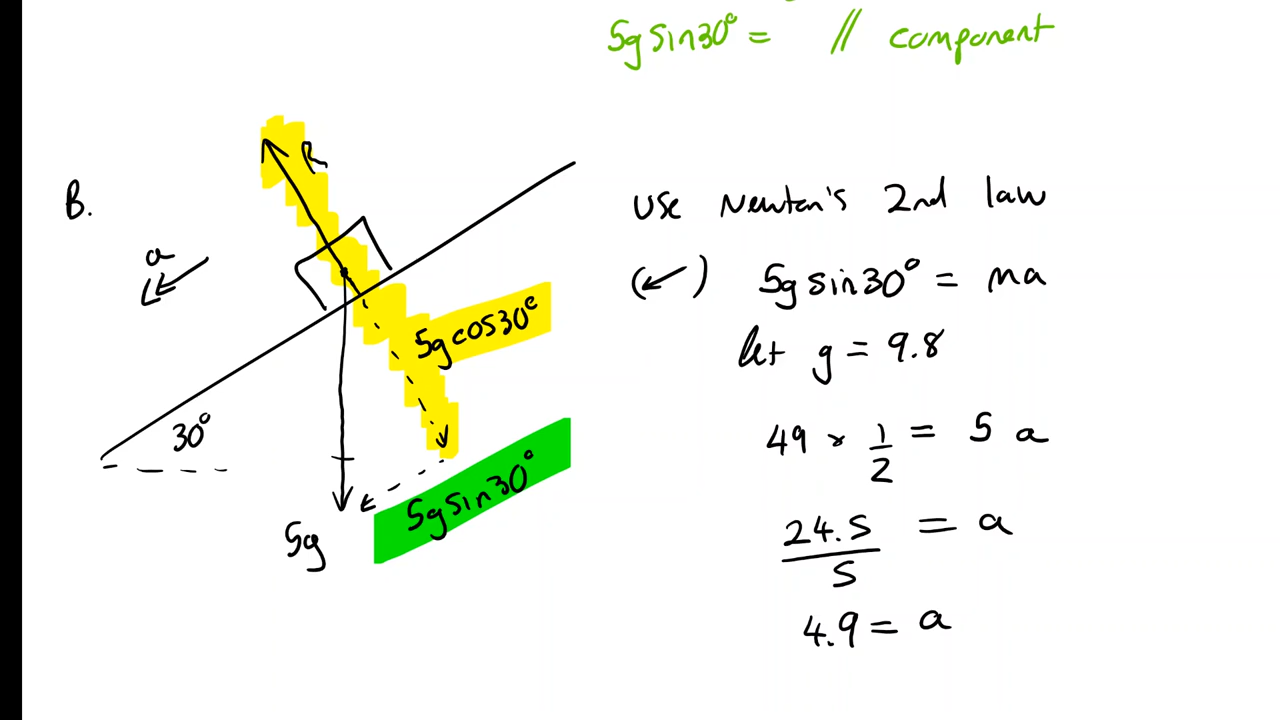 5g sin30° = // component
B.
a
R
5g cos30°
30°
5g sin30°
5g
Use Newton's 2nd law
(↙) 5g sin30° = ma
let g = 9.8
49 × 1/2 = 5 a
24.5/5 = a
4.9 = a